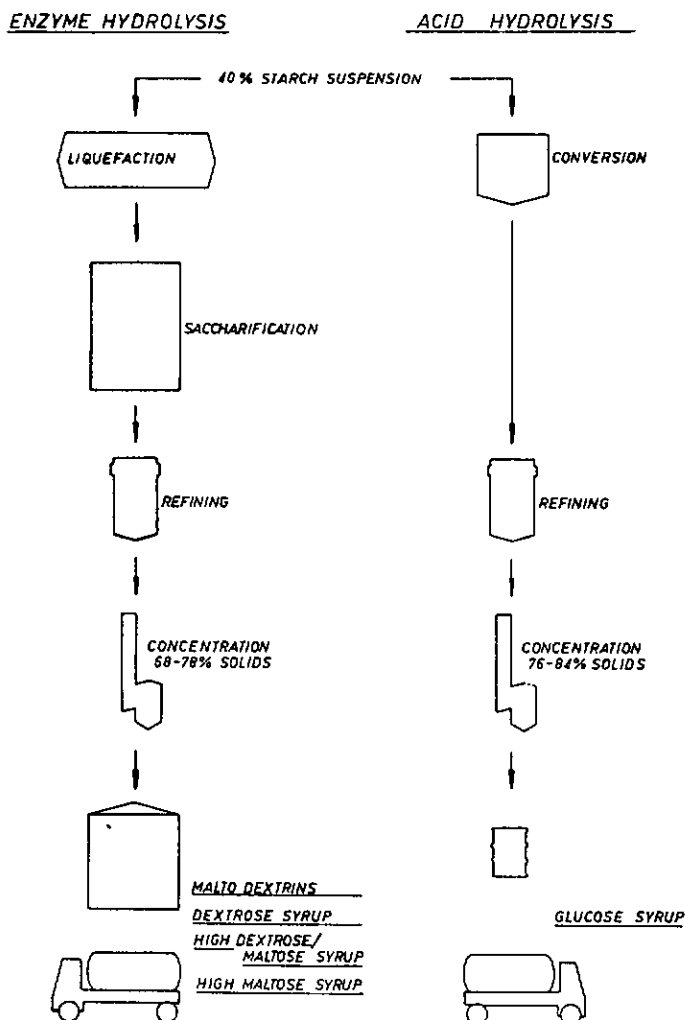 ENZYME HYDROLYSIS
ACID HYDROLYSIS
40% STARCH SUSPENSION
LIQUEFACTION
CONVERSION
SACCHARIFICATION
REFINING
REFINING
CONCENTRATION
68-78% SOLIDS
CONCENTRATION
76-84% SOLIDS
MALTO DEXTRINS
DEXTROSE SYRUP
GLUCOSE SYRUP
HIGH DEXTROSE/
MALTOSE SYRUP
HIGH MALTOSE SYRUP